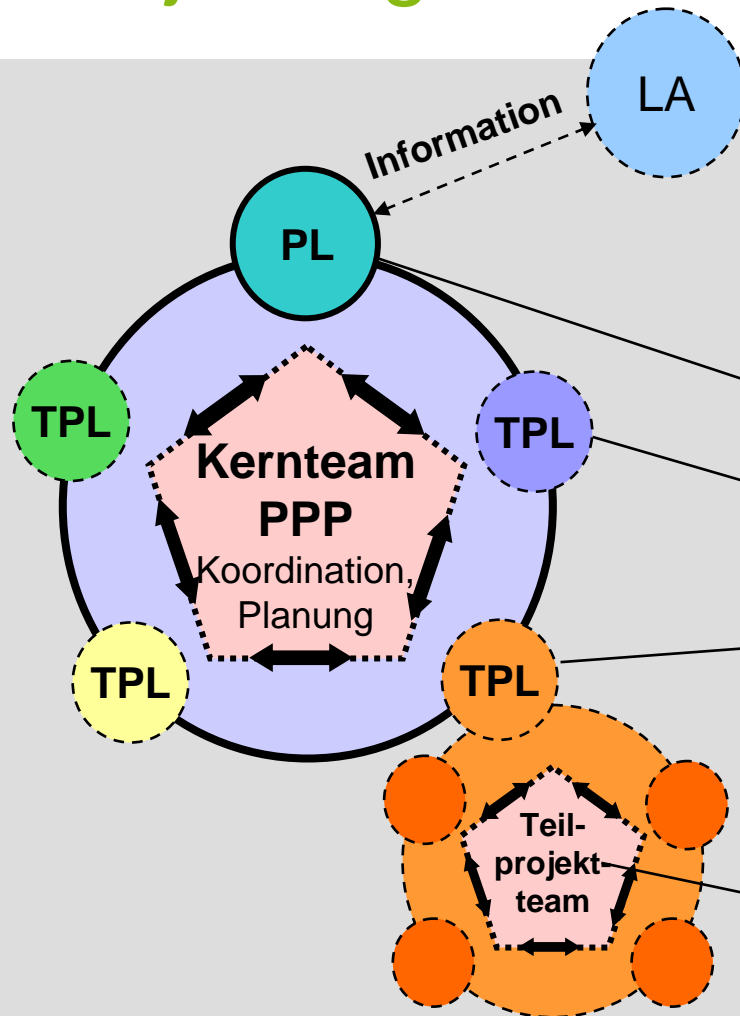 LA
Information
PL
TPL
TPL
Kernteam
PPP
Koordination,
Planung
TPL
TPL
Teil-
projekt-
team